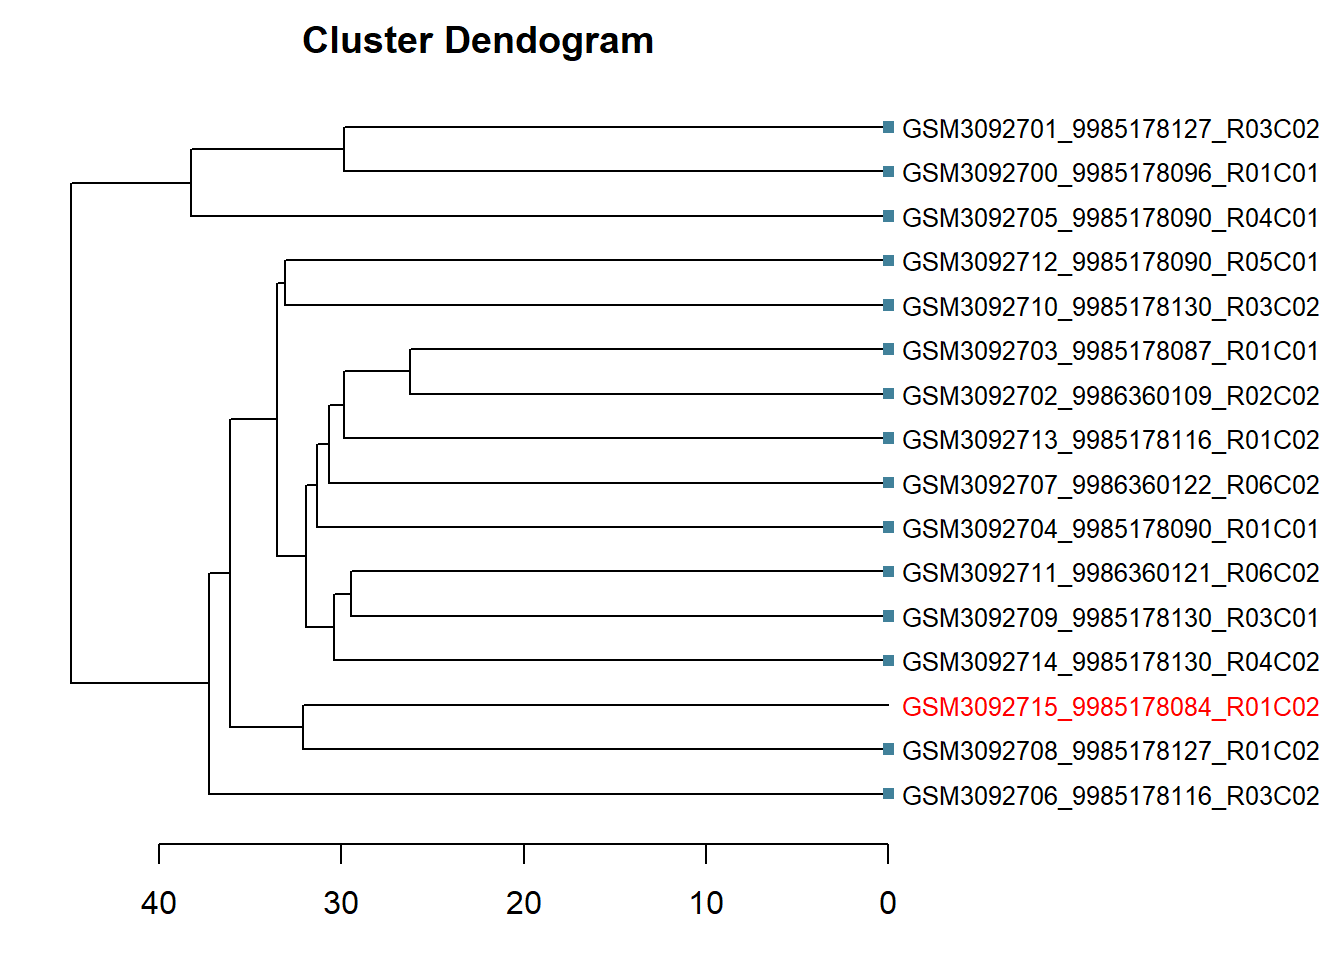 Cluster Dendogram
GSM3092701_9985178127_R03C02
GSM3092700_9985178096_R01C01
GSM3092705_9985178090_R04C01
GSM3092712_9985178090_R05C01
GSM3092710_9985178130_R03C02
GSM3092703_9985178087_R01C01
GSM3092702_9986360109_R02C02
GSM3092713_9985178116_R01C02
GSM3092707_9986360122_R06C02
GSM3092704_9985178090_R01C01
GSM3092711_9986360121_R06C02
GSM3092709_9985178130_R03C01
GSM3092714_9985178130_R04C02
GSM3092715_9985178084_R01C02
GSM3092708_9985178127_R01C02
GSM3092706_9985178116_R03C02
40 30 20 10 0